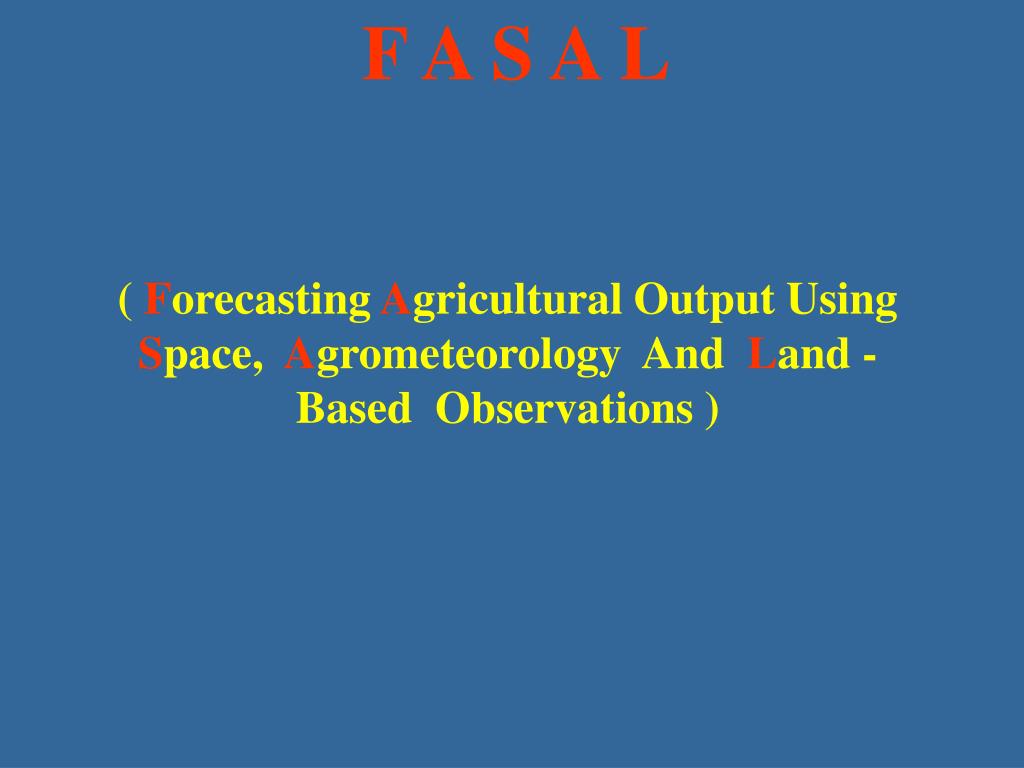 F A S A L
( Forecasting Agricultural Output Using
Space,  Agrometeorology  And  Land -
Based  Observations )